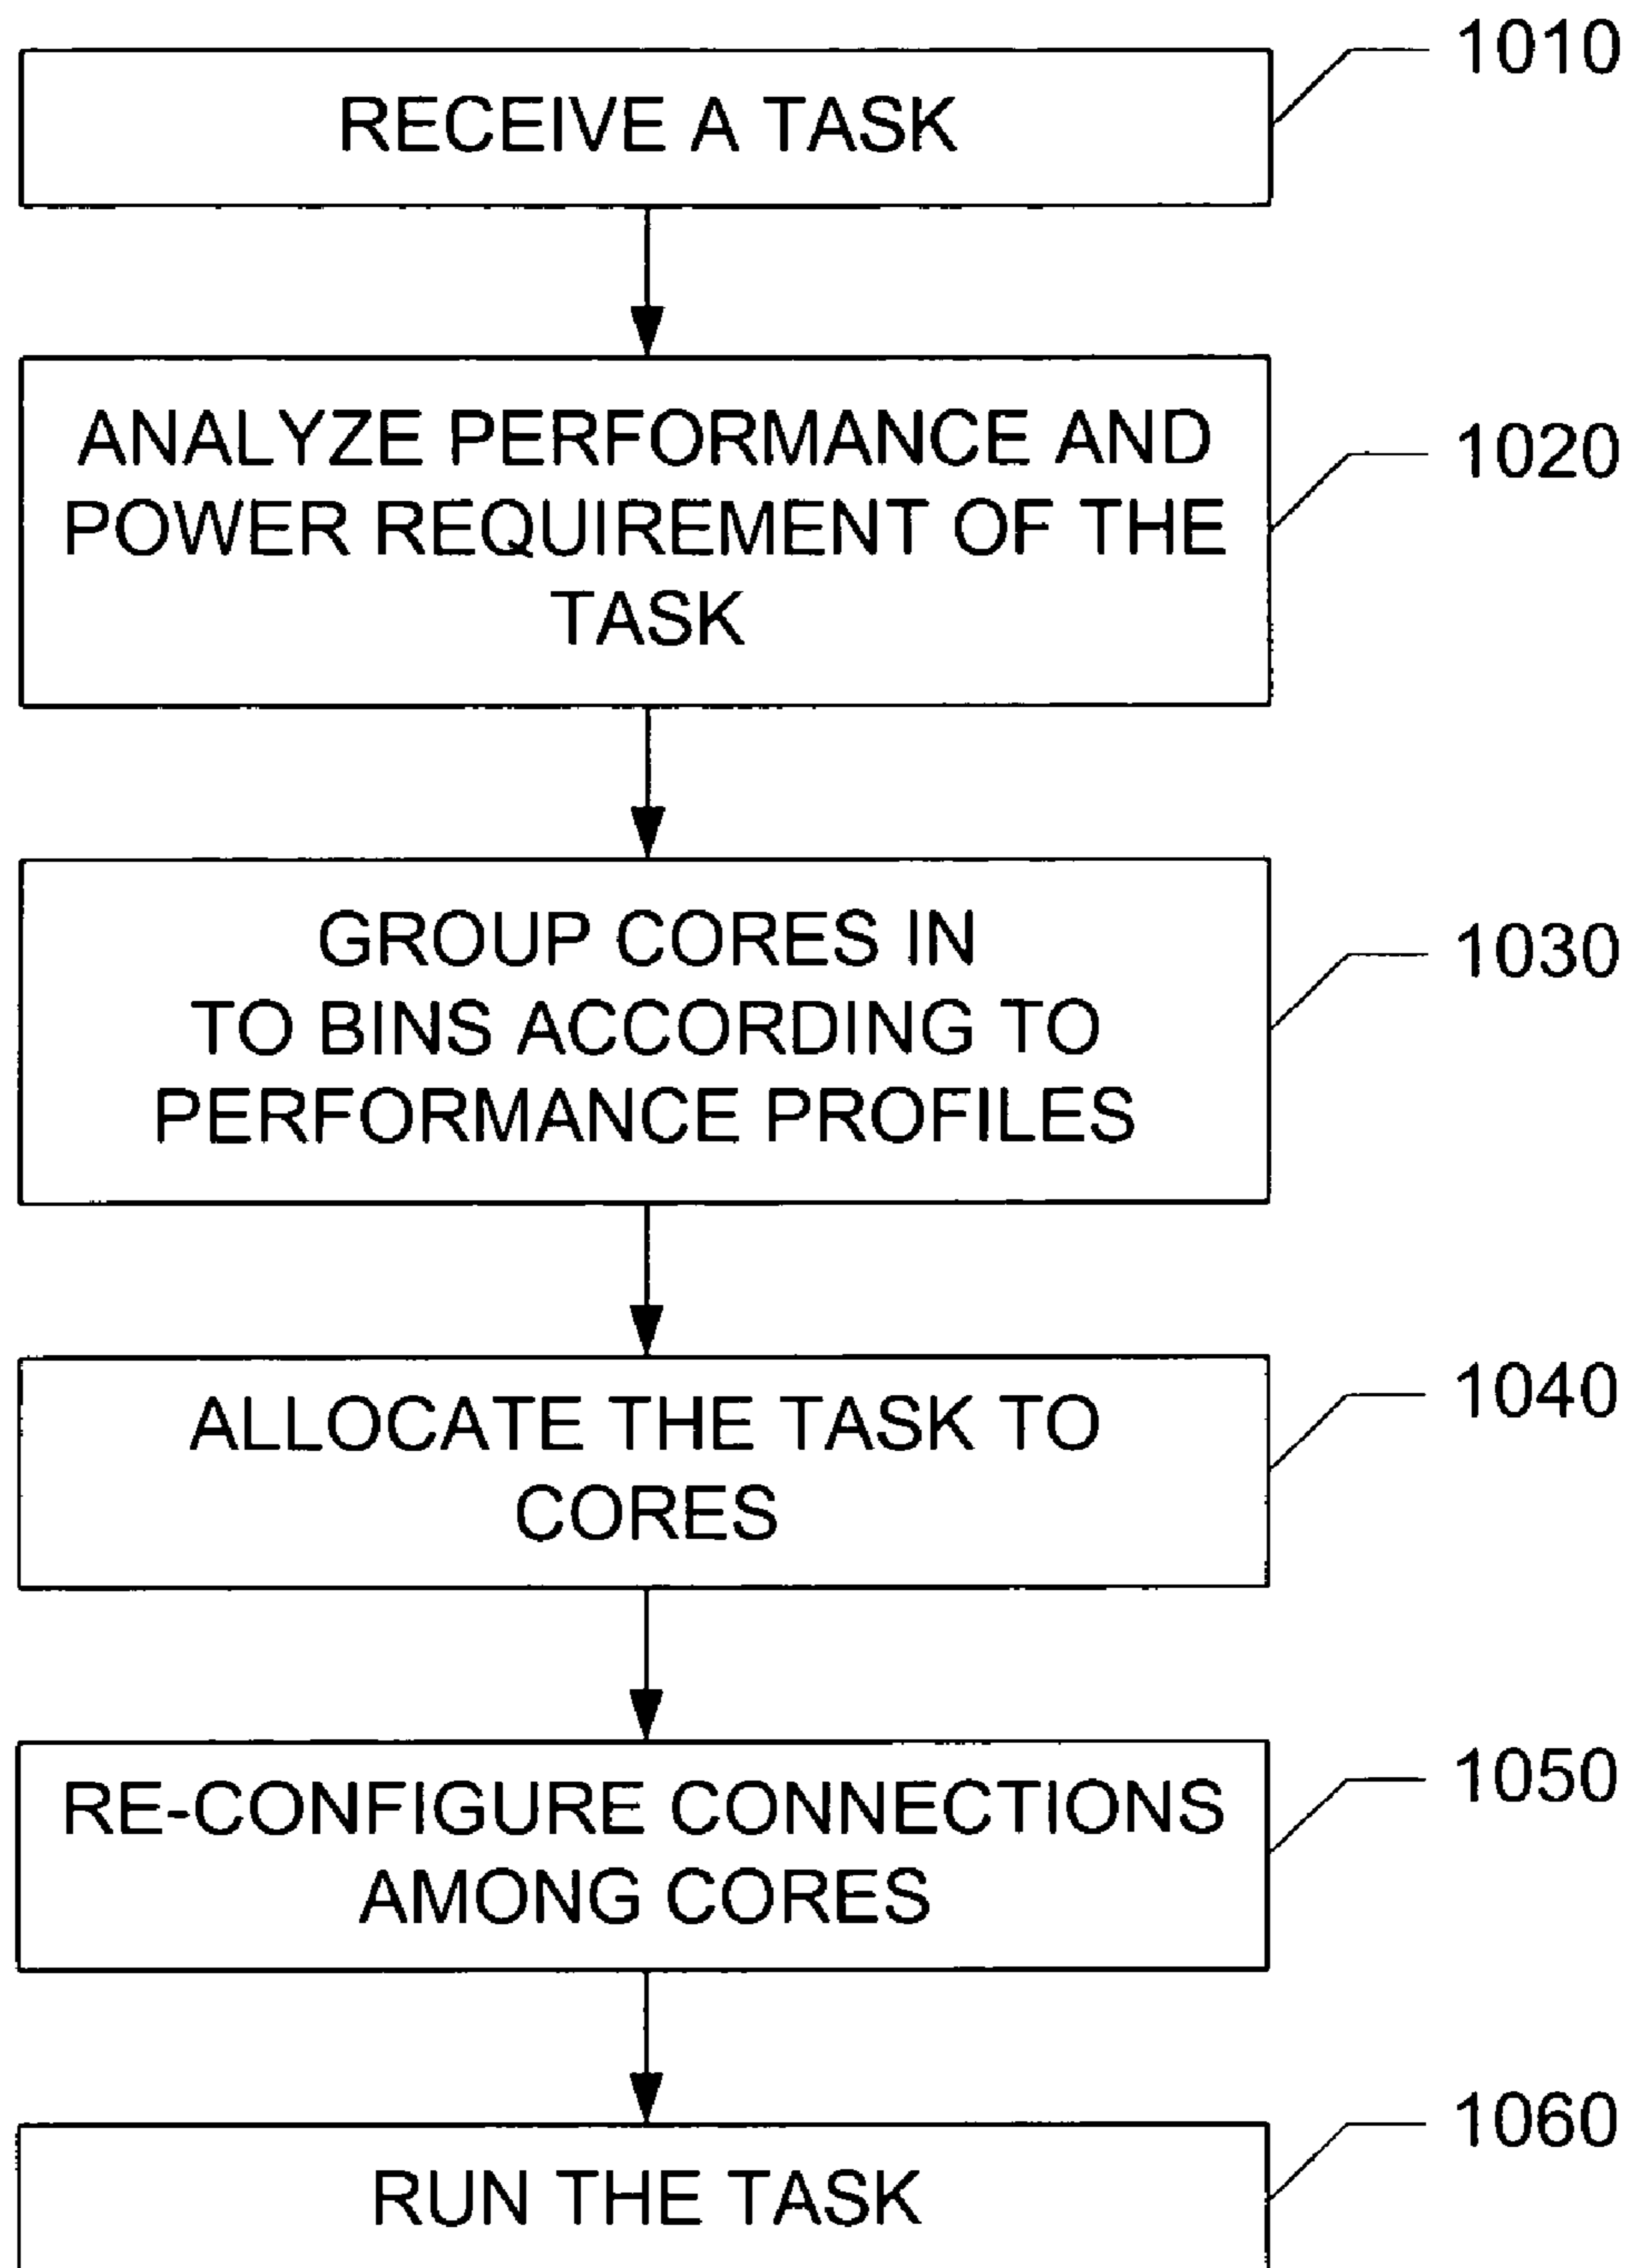 1010
RECEIVE A TASK
1020
ANALYZE PERFORMANCE AND
POWER REQUIREMENT OF THE
TASK
1030
GROUP CORES IN
TO BINS ACCORDING TO
PERFORMANCE PROFILES
1040
ALLOCATE THE TASK TO
CORES
1050
RE-CONFIGURE CONNECTIONS
AMONG CORES
1060
RUN THE TASK